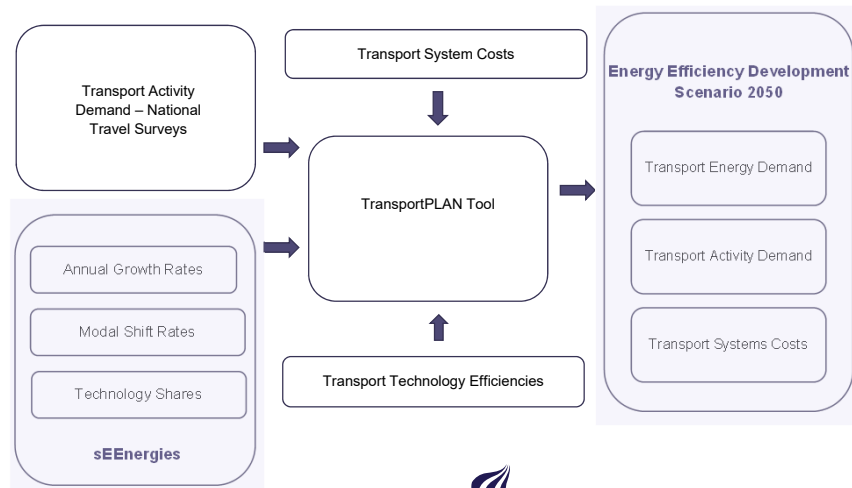 Transport Activity
Demand – National
Travel Surveys
Transport System Costs
Energy Efficiency Development
Scenario 2050
TransportPLAN Tool
Transport Energy Demand
Transport Activity Demand
Transport Systems Costs
Annual Growth Rates
Modal Shift Rates
Technology Shares
sEEnergies
Transport Technology Efficiencies